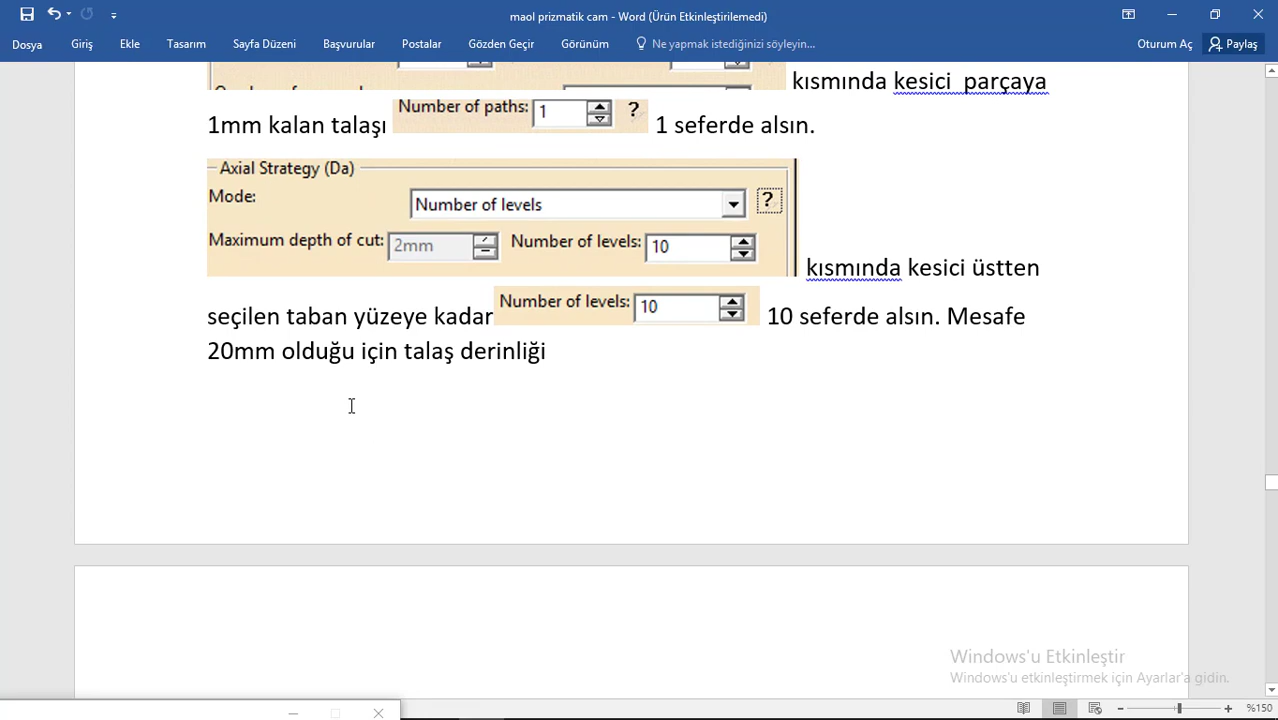 maol prizmatik cam - Word (Ürün Etkinleştirilemedi)
Dosya Giriş Ekle Tasarım Sayfa Düzeni Başvurular Postalar Gözden Geçir Görünüm Ne yapmak istediğinizi söyleyin... Oturum Aç Paylaş
kısmında kesici parçaya
1mm kalan talaşı Number of paths: 1 ? 1 seferde alsın.
Axial Strategy (Da)
Mode: Number of levels ?
Maximum depth of cut: 2mm Number of levels: 10
kısmında kesici üstten
seçilen taban yüzeye kadar Number of levels: 10 10 seferde alsın. Mesafe
20mm olduğu için talaş derinliği
Windows'u Etkinleştir
Windows'u etkinleştirmek için Ayarlar'a gidin.
%150